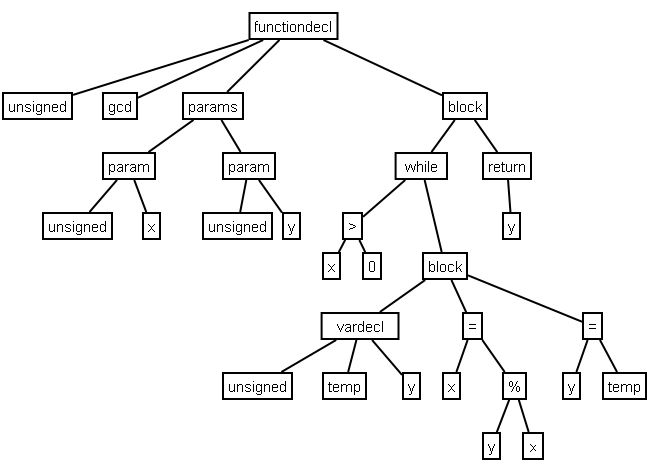 functiondecl
unsigned gcd params block
param param while return
unsigned x unsigned y > y
x 0 block
vardecl = =
unsigned temp y x % y temp
y x